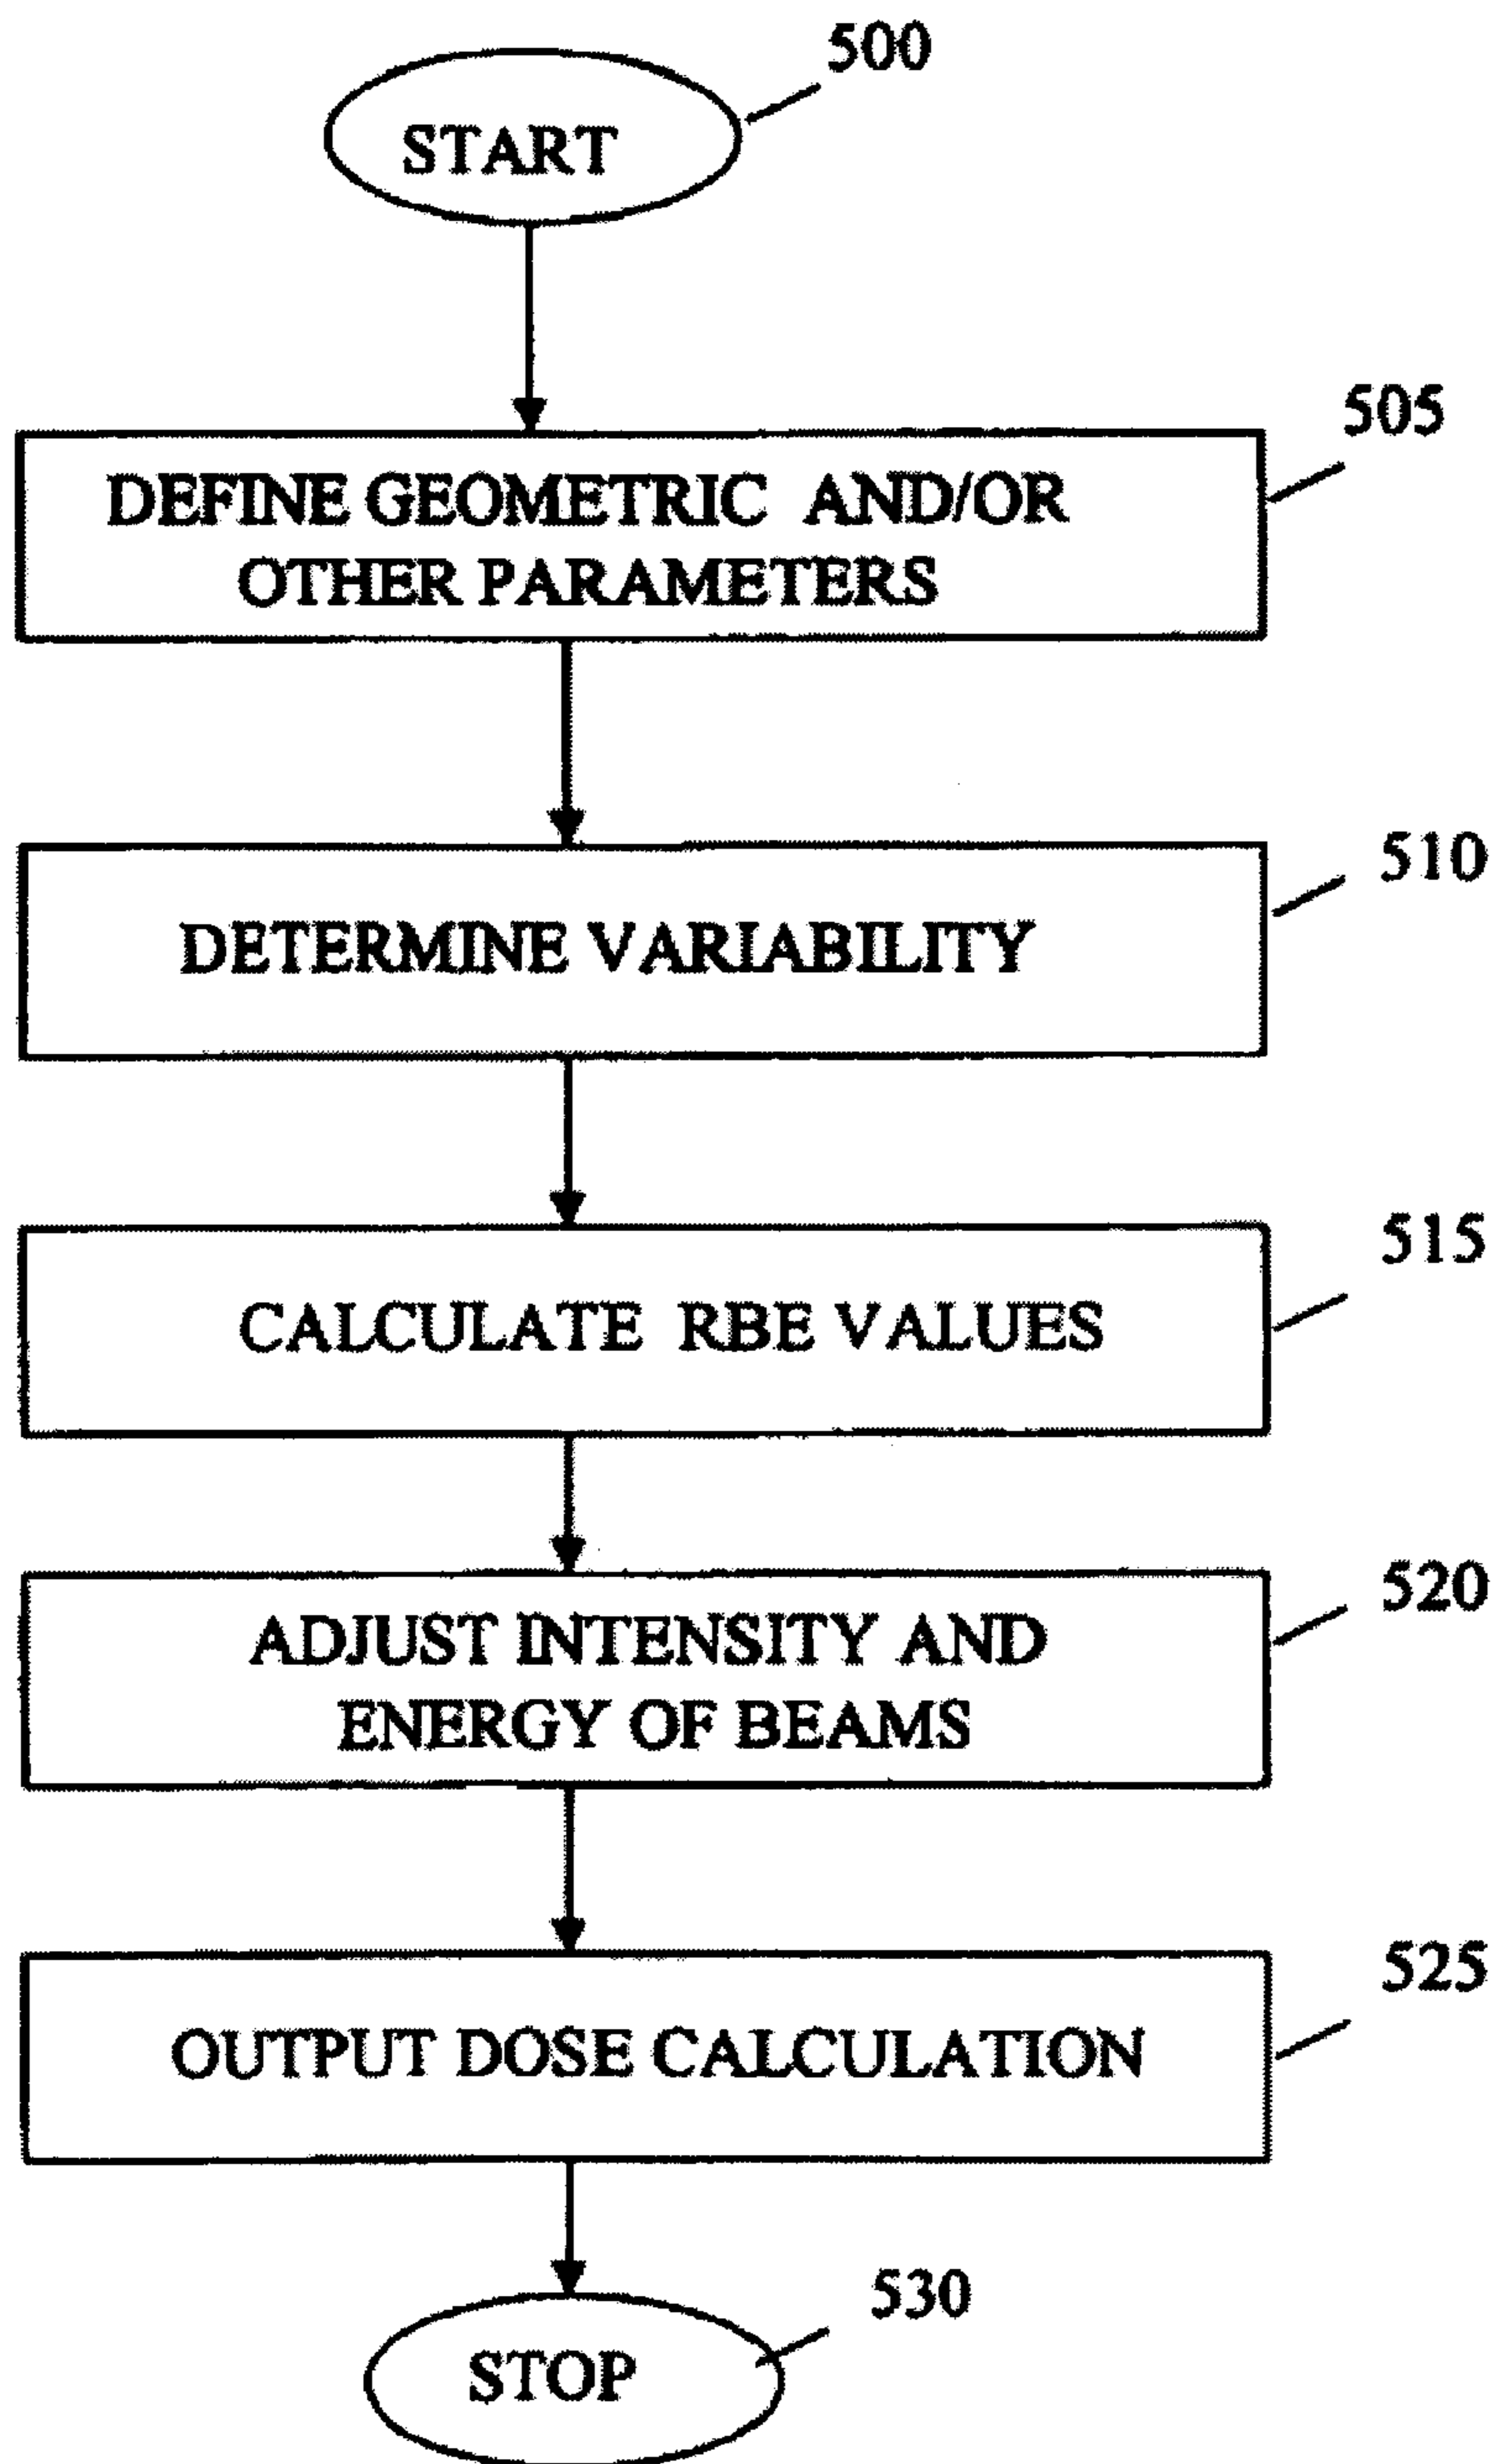 500
START
505
DEFINE GEOMETRIC AND/OR
OTHER PARAMETERS
510
DETERMINE VARIABILITY
515
CALCULATE RBE VALUES
520
ADJUST INTENSITY AND
ENERGY OF BEAMS
525
OUTPUT DOSE CALCULATION
530
STOP